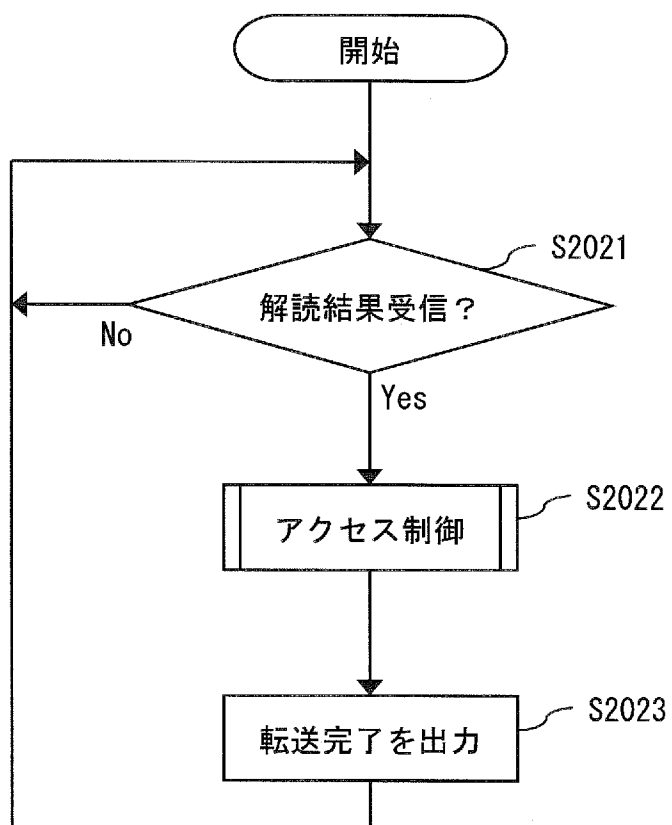 開始
S2021
解読結果受信？
No
Yes
S2022
アクセス制御
S2023
転送完了を出力